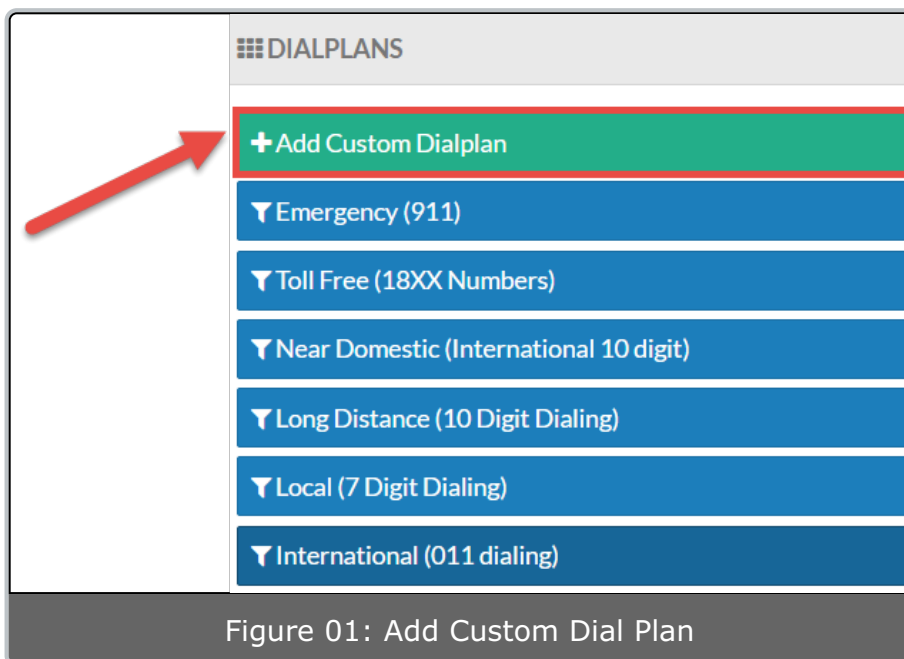 DIALPLANS
Add Custom Dialplan
Emergency (911)
Toll Free (18XX Numbers)
Near Domestic (International 10 digit)
Long Distance (10 Digit Dialing)
Local (7 Digit Dialing)
International (011 dialing)
Figure 01: Add Custom Dial Plan